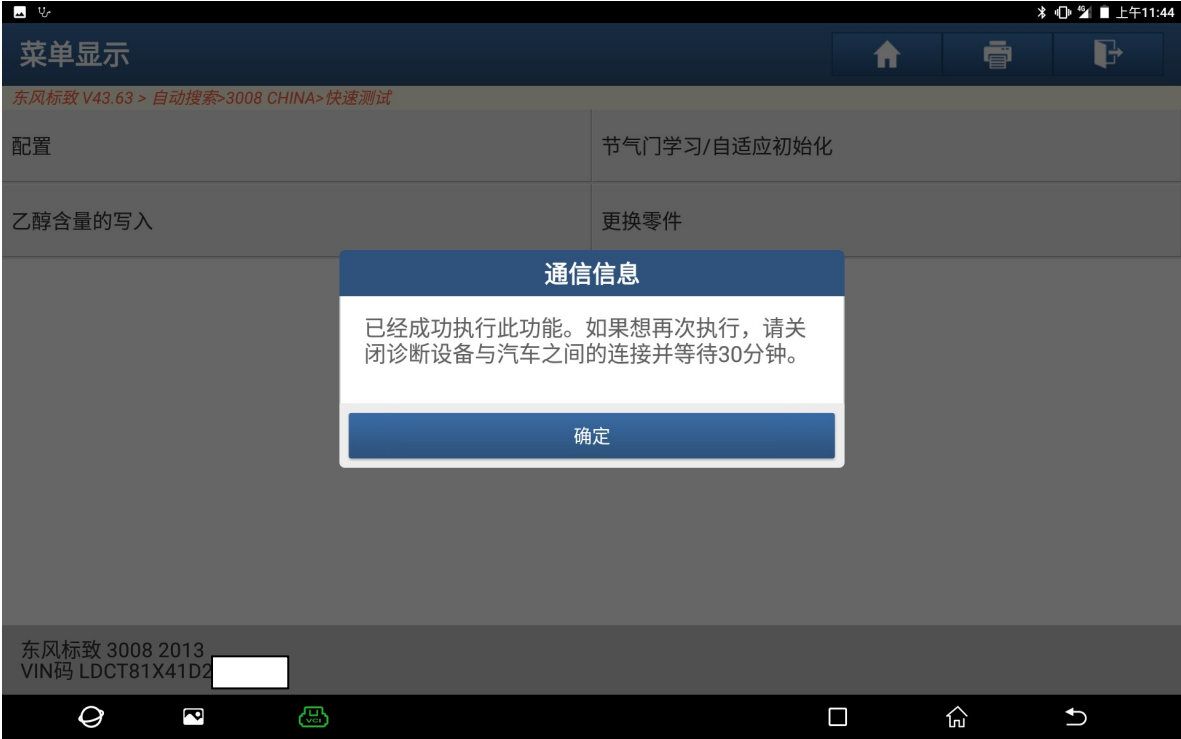 上午11:44
菜单显示
东风标致 V43.63 > 自动搜索>3008 CHINA>快速测试
配置
节气门学习/自适应初始化
乙醇含量的写入
更换零件
通信信息
已经成功执行此功能。如果想再次执行，请关
闭诊断设备与汽车之间的连接并等待30分钟。
确定
东风标致 3008 2013
VIN码 LDCT81X41D2
VCI